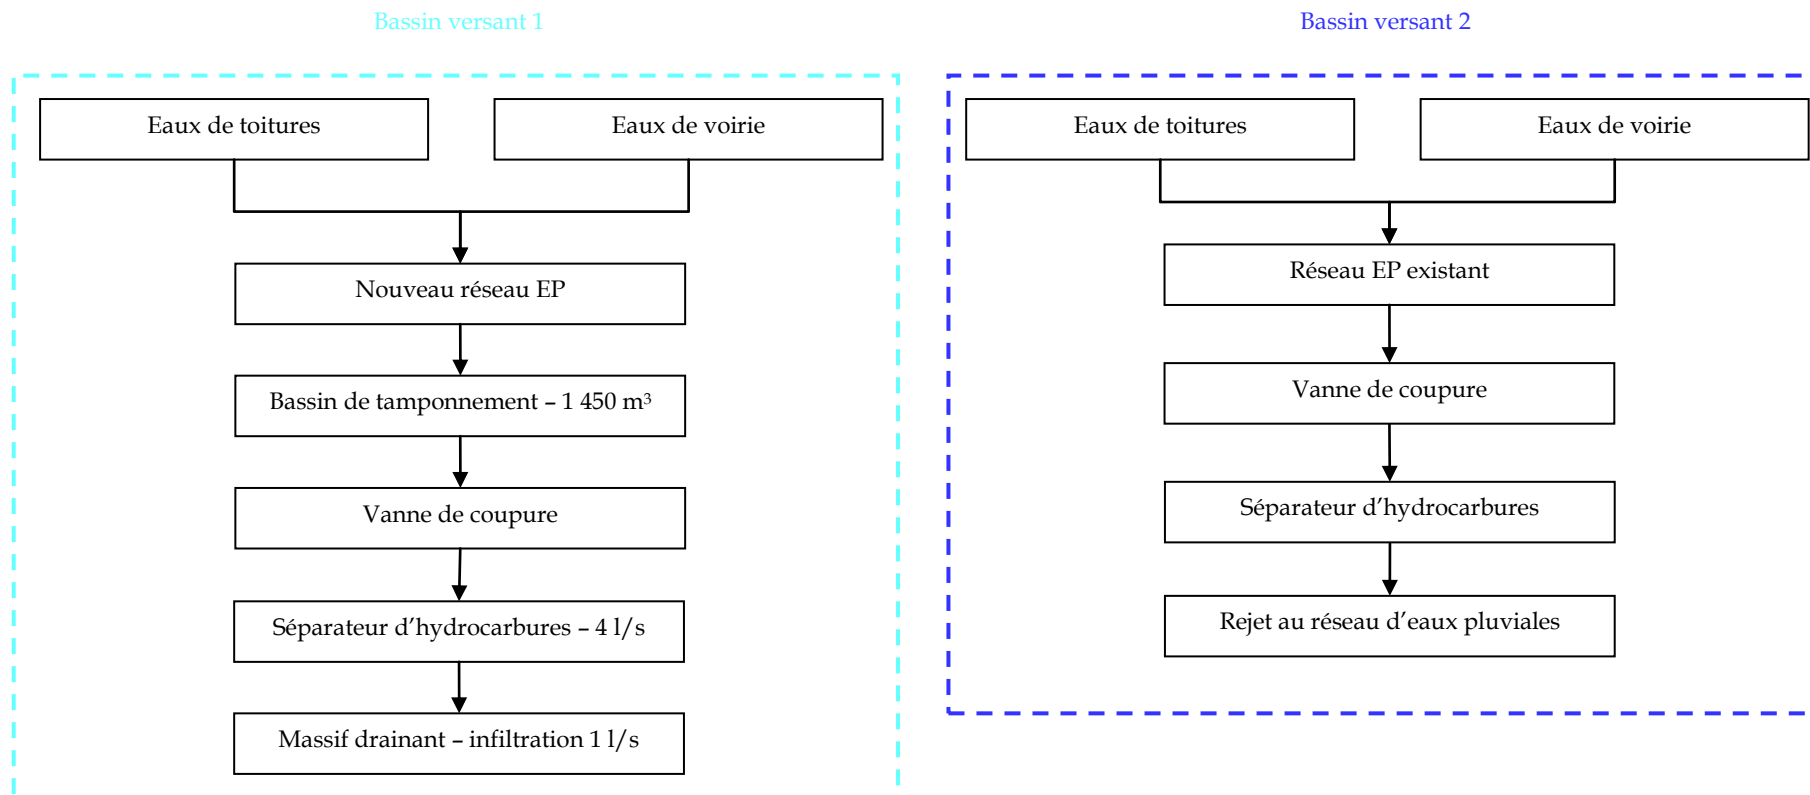 Bassin versant 1
Eaux de toitures
Eaux de voirie
Nouveau réseau EP
Bassin de tamponnement – 1 450 m³
Vanne de coupure
Séparateur d’hydrocarbures – 4 l/s
Massif drainant – infiltration 1 l/s
Bassin versant 2
Eaux de toitures
Eaux de voirie
Réseau EP existant
Vanne de coupure
Séparateur d’hydrocarbures
Rejet au réseau d’eaux pluviales